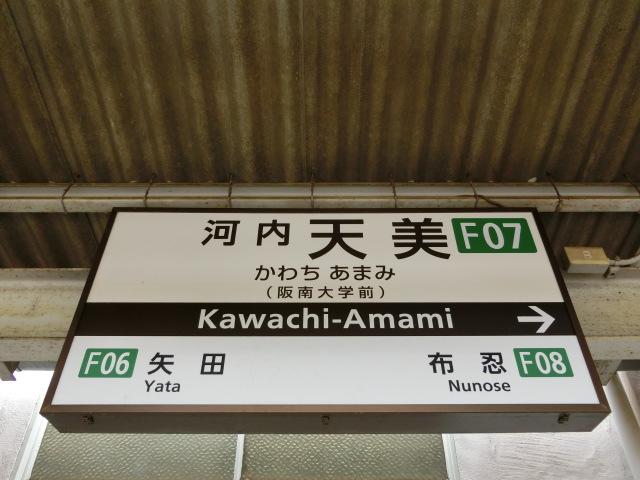 河内 天美 F07
かわち あまみ
(阪南大学前)
Kawachi-Amami →
F06 矢田 布忍 F08
Yata Nunose